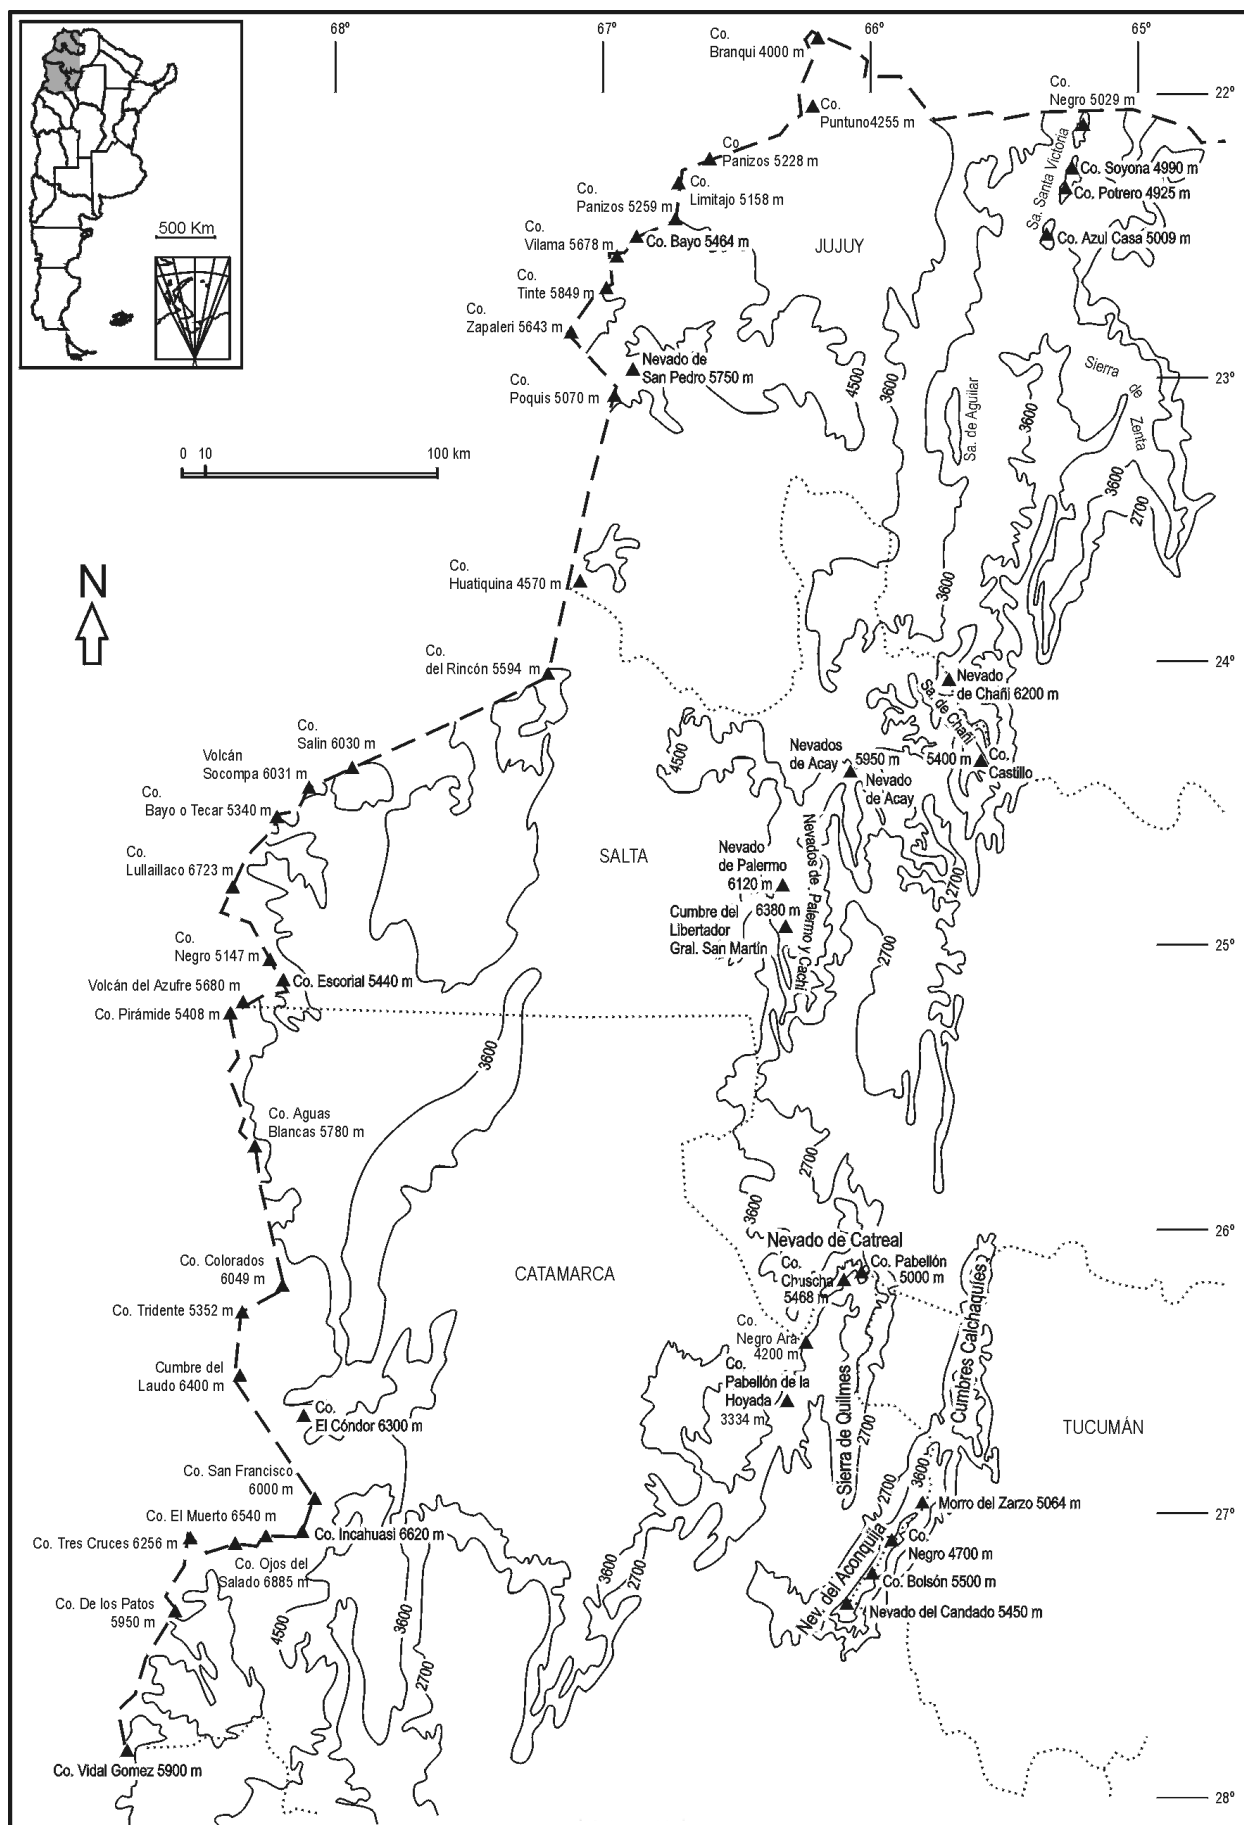 68º
67º
66º
65º
22º
23º
24º
25º
26º
27º
28º
500 Km
0 10 100 km
N
Co.
Branqui 4000 m
Co.
Puntuno4255 m
Co.
Negro 5029 m
Co.
Panizos 5228 m
Co. Soyona 4990 m
Co. Potrero 4925 m
Sa. Santa Victoria
Co. Azul Casa 5009 m
Co.
Limitajo 5158 m
Co.
Panizos 5259 m
Co. Bayo 5464 m
Co.
Vilama 5678 m
JUJUY
Co.
Tinte 5849 m
Co.
Zapaleri 5643 m
Nevado de
San Pedro 5750 m
Co.
Poquis 5070 m
4500
3600
Sa. de Aguilar
3600
Sierra
de
Zenta
3600
2700
Co.
Huatiquina 4570 m
3600
Co.
del Rincón 5594 m
Nevado
de Chañi 6200 m
Sa. de Chañi
Co.
Salin 6030 m
Volcán
Socompa 6031 m
4500
Nevados
de Acay
5950 m
Nevado
de Acay
5400 m
Co.
Castillo
Co.
Bayo o Tecar 5340 m
Co.
Lullaillaco 6723 m
SALTA
Nevado
de Palermo
6120 m
Nevados de Palermo y Cachi
2700
6380 m
Cumbre del
Libertador
Gral. San Martín
2700
Co.
Negro 5147 m
Co. Escorial 5440 m
Volcán del Azufre 5680 m
Co. Pirámide 5408 m
3600
Co. Aguas
Blancas 5780 m
2700
3600
Co. Colorados
6049 m
CATAMARCA
Nevado de Catreal
Co.
Chuscha
5468 m
Co. Pabellón
5000 m
Co. Tridente 5352 m
Co.
Negro Ara
4200 m
Cumbres Calchaquíes
Cumbre del
Laudo 6400 m
Co.
Pabellón de la
Hoyada
3334 m
Sierra de Quilmes
2700
Co.
El Cóndor 6300 m
TUCUMÁN
Co. San Francisco
6000 m
2700
3600
Morro del Zarzo 5064 m
Co. El Muerto 6540 m
Co. Incahuasi 6620 m
Co. Tres Cruces 6256 m
Co. Ojos del
Salado 6885 m
Nev. del Aconquija
Co.
Negro 4700 m
Co. Bolsón 5500 m
Nevado del Candado 5450 m
Co. De los Patos
5950 m
4500
3600
2700
3600
2700
Co. Vidal Gomez 5900 m